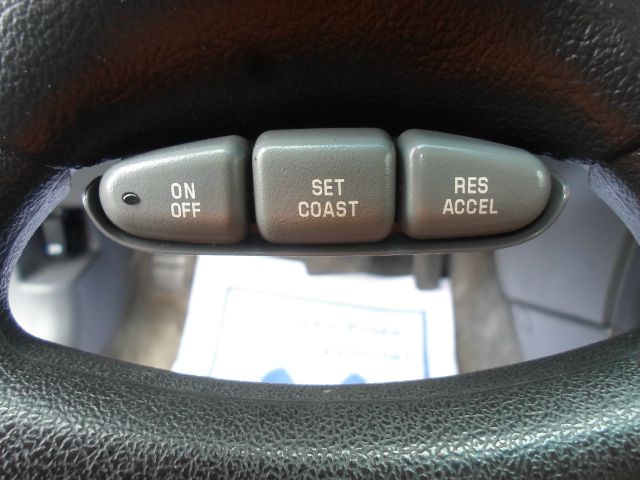 ON
OFF
SET
COAST
RES
ACCEL